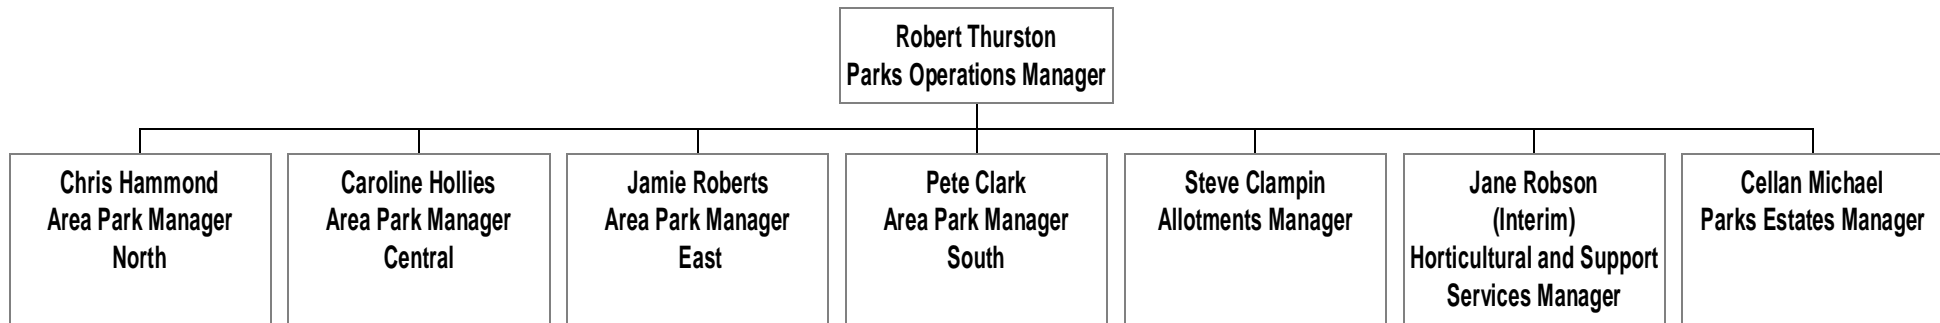 Robert Thurston
Parks Operations Manager
Chris Hammond
Area Park Manager
North
Caroline Hollies
Area Park Manager
Central
Jamie Roberts
Area Park Manager
East
Pete Clark
Area Park Manager
South
Steve Clampin
Allotments Manager
Jane Robson
(Interim)
Horticultural and Support
Services Manager
Cellan Michael
Parks Estates Manager